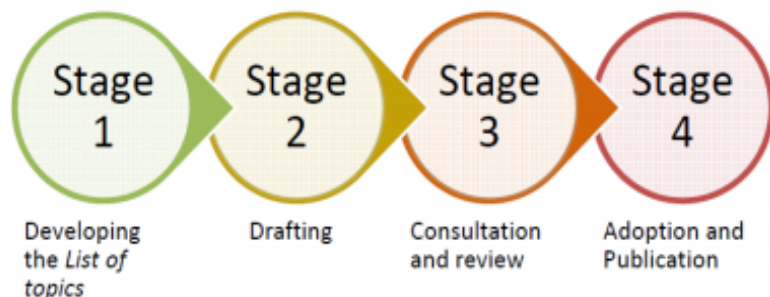 Stage
1
Stage
2
Stage
3
Stage
4
Developing
the List of
topics
Drafting
Consultation
and review
Adoption and
Publication